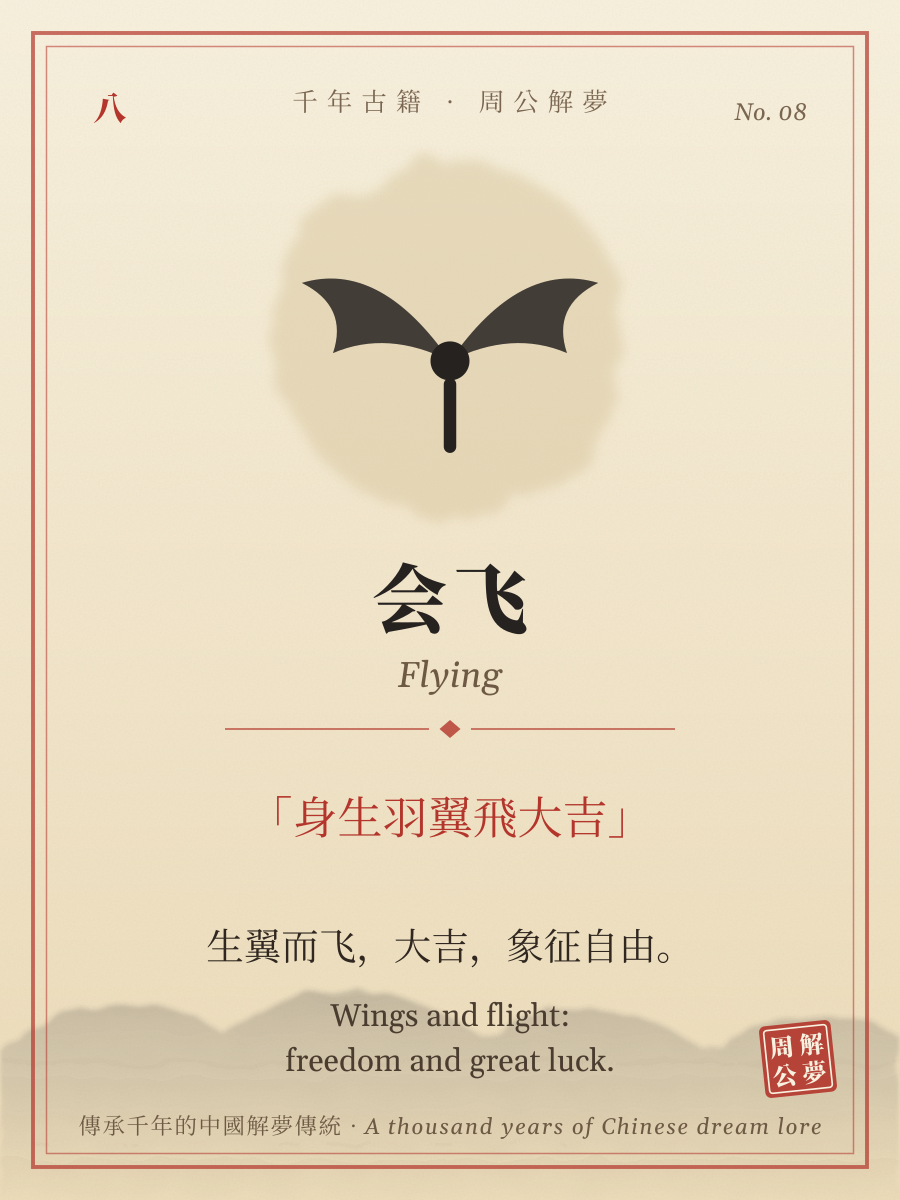 八
千年古籍 · 周公解夢
No. 08
会飞
Flying
「身生羽翼飛大吉」
生翼而飞，大吉，象征自由。
Wings and flight:
freedom and great luck.
周解
公夢
傳承千年的中國解夢傳統 · A thousand years of Chinese dream lore